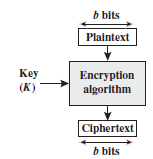 b bits
Plaintext
Key
(K)
Encryption
algorithm
Ciphertext
b bits